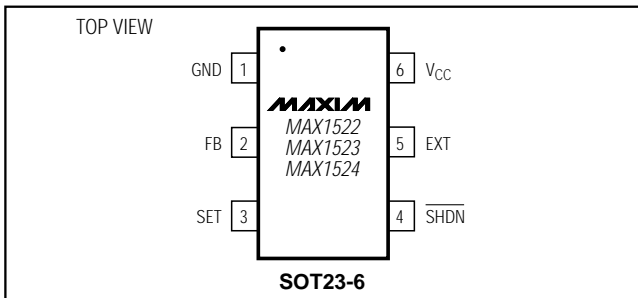 TOP VIEW
GND 1
6 VCC
MAXIM
MAX1522
MAX1523
MAX1524
FB 2
5 EXT
SET 3
4 SHDN
SOT23-6